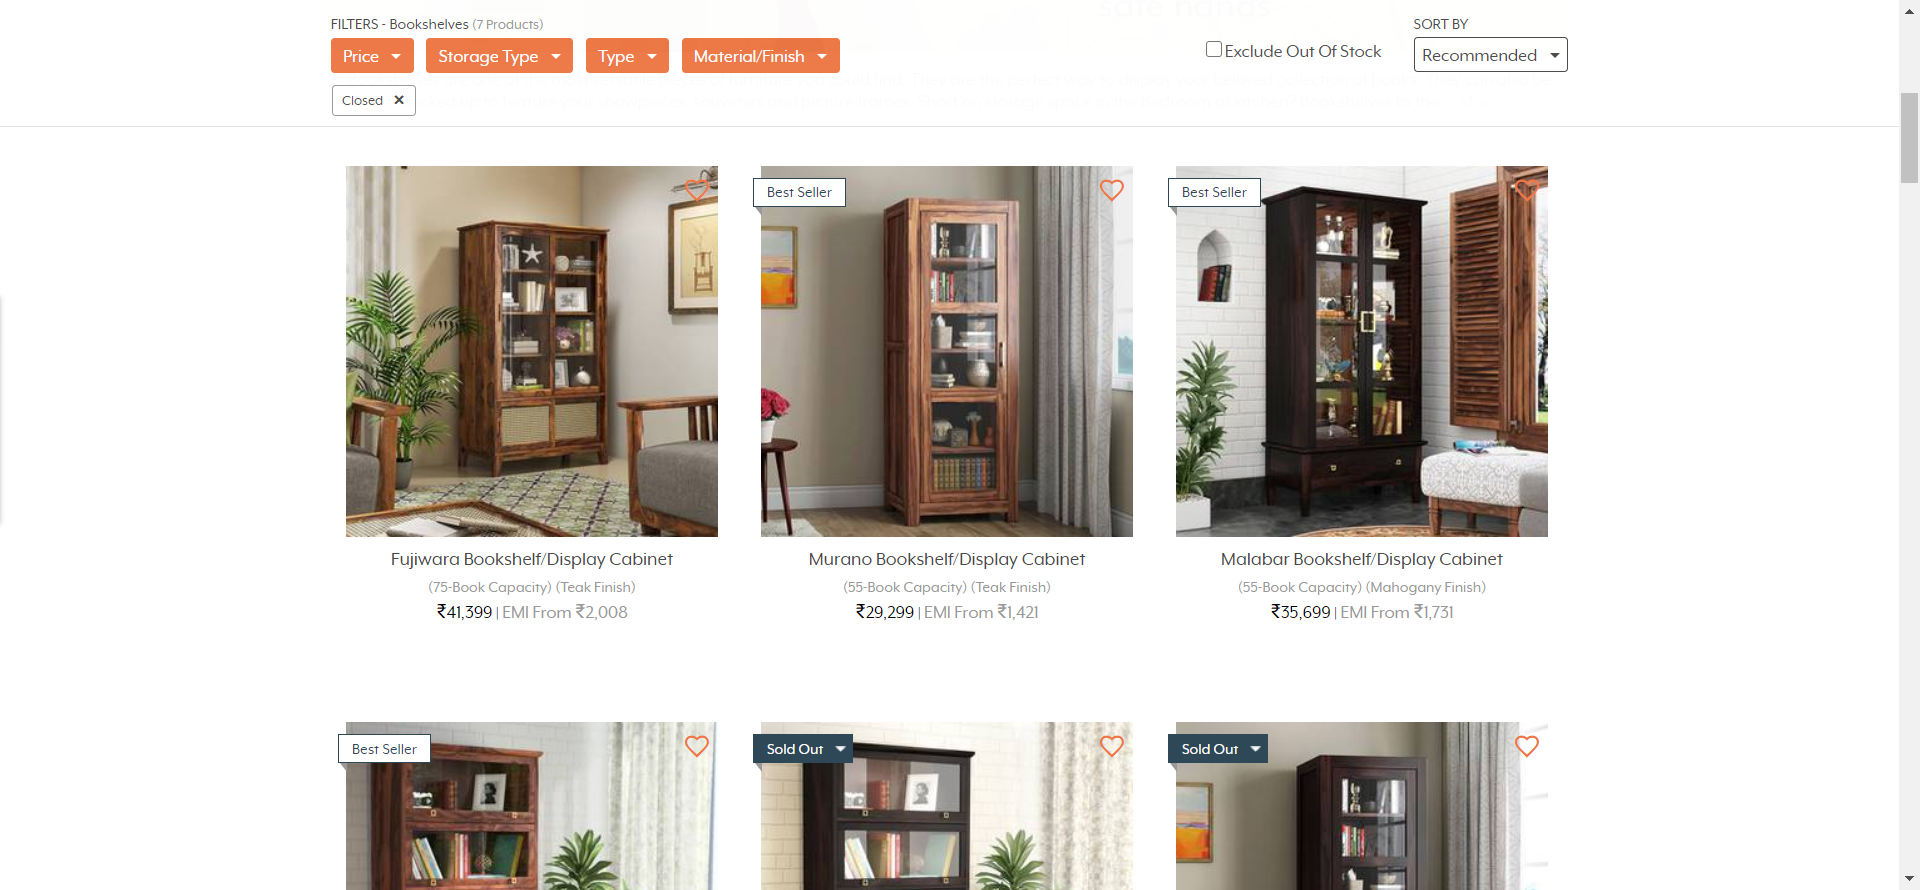 safe hands
FILTERS - Bookshelves (7 Products)
SORT BY
Price
Storage Type
Type
Material/Finish
Exclude Out Of Stock
Recommended
Closed ✕
Best Seller
Best Seller
Fujiwara Bookshelf/Display Cabinet
(75-Book Capacity) (Teak Finish)
₹41,399 | EMI From ₹2,008
Murano Bookshelf/Display Cabinet
(55-Book Capacity) (Teak Finish)
₹29,299 | EMI From ₹1,421
Malabar Bookshelf/Display Cabinet
(55-Book Capacity) (Mahogany Finish)
₹35,699 | EMI From ₹1,731
Best Seller
Sold Out
Sold Out